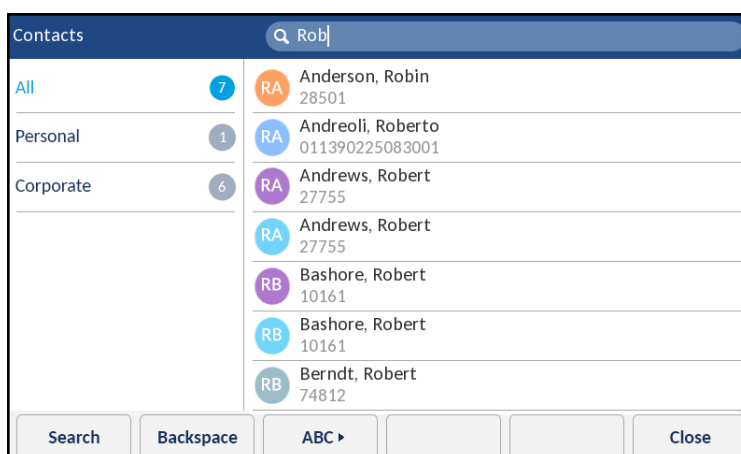 Contacts
Rob
All 7
Personal 1
Corporate 6
RA Anderson, Robin
28501
RA Andreoli, Roberto
011390225083001
RA Andrews, Robert
27755
RA Andrews, Robert
27755
RB Bashore, Robert
10161
RB Bashore, Robert
10161
RB Berndt, Robert
74812
Search Backspace ABC▸ Close